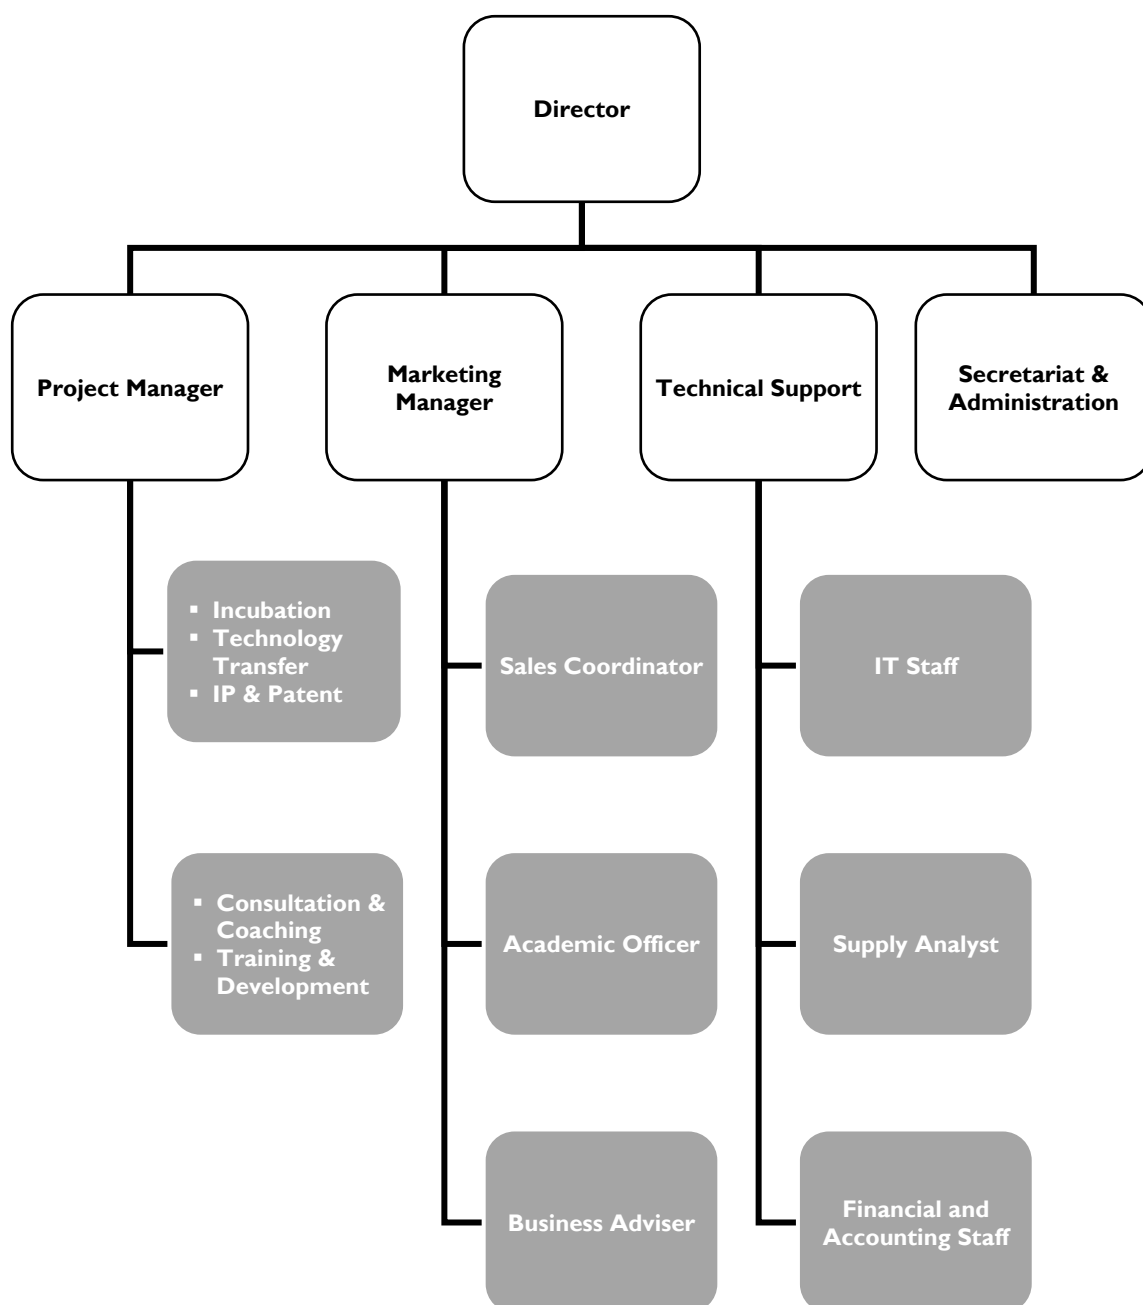 Director
Project Manager
Marketing
Manager
Technical Support
Secretariat &
Administration
▪ Incubation
▪ Technology
Transfer
▪ IP & Patent
Sales Coordinator
IT Staff
▪ Consultation &
Coaching
▪ Training &
Development
Academic Officer
Supply Analyst
Business Adviser
Financial and
Accounting Staff